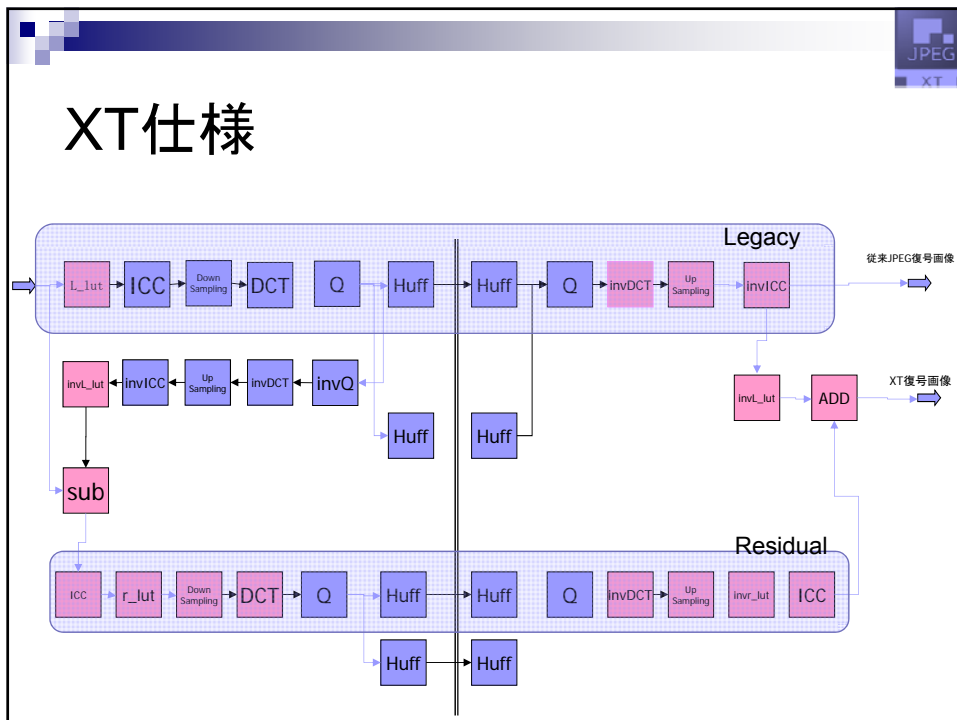 JPEG
XT
XT仕様
Legacy
従来JPEG復号画像
L_lut
ICC
Down
Sampling
DCT
Q
Huff
Huff
Q
invDCT
Up
Sampling
invICC
invL_lut
invICC
Up
Sampling
invDCT
invQ
invL_lut
ADD
XT復号画像
Huff
Huff
sub
Residual
ICC
r_lut
Down
Sampling
DCT
Q
Huff
Huff
Q
invDCT
Up
Sampling
invr_lut
ICC
Huff
Huff